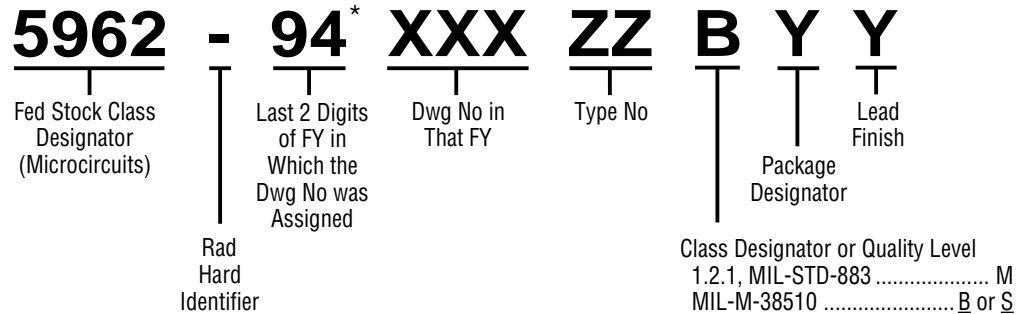 5962 - 94* XXX ZZ B Y Y
Fed Stock Class
Designator
(Microcircuits)
Rad
Hard
Identifier
Last 2 Digits
of FY in
Which the
Dwg No was
Assigned
Dwg No in
That FY
Type No
Class Designator or Quality Level
1.2.1, MIL-STD-883 .................... M
MIL-M-38510 ....................... B or S
Package
Designator
Lead
Finish